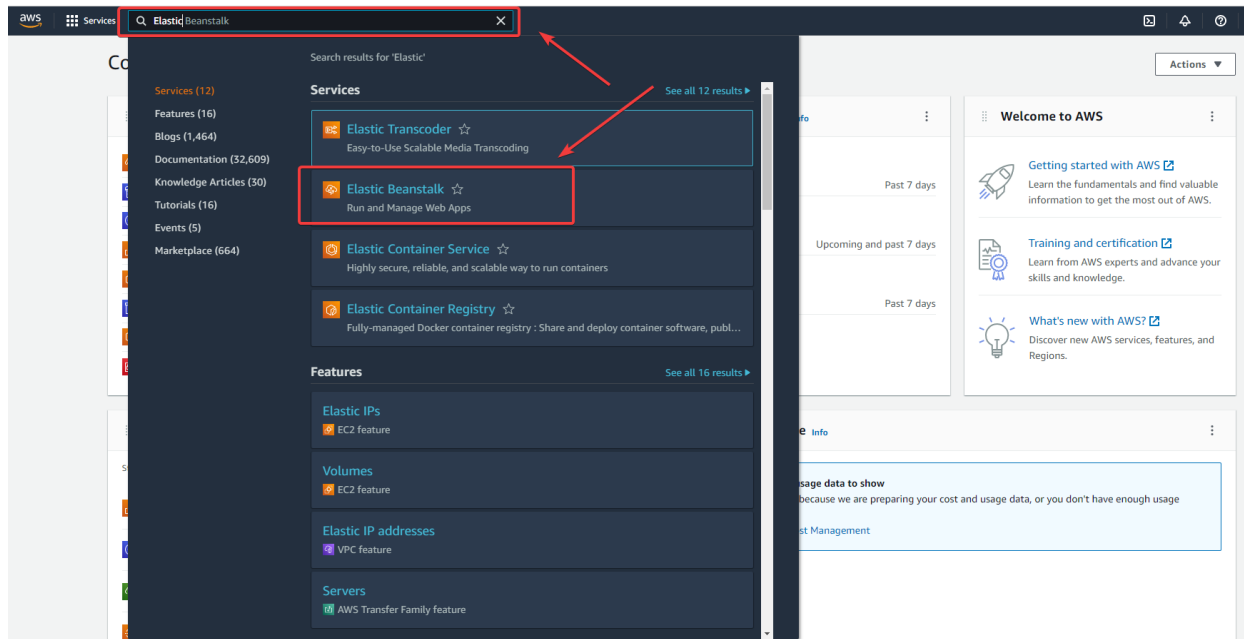 aws
Services
Elastic Beanstalk
Co
Actions
Search results for 'Elastic'
Services (12)
Features (16)
Blogs (1,464)
Documentation (32,609)
Knowledge Articles (30)
Tutorials (16)
Events (5)
Marketplace (664)
Services
See all 12 results
Elastic Transcoder
Easy-to-Use Scalable Media Transcoding
Elastic Beanstalk
Run and Manage Web Apps
Elastic Container Service
Highly secure, reliable, and scalable way to run containers
Elastic Container Registry
Fully-managed Docker container registry : Share and deploy container software, publ...
Features
See all 16 results
Elastic IPs
EC2 feature
Volumes
EC2 feature
Elastic IP addresses
VPC feature
Servers
AWS Transfer Family feature
nfo
Past 7 days
Upcoming and past 7 days
Past 7 days
Welcome to AWS
Getting started with AWS
Learn the fundamentals and find valuable
information to get the most out of AWS.
Training and certification
Learn from AWS experts and advance your
skills and knowledge.
What's new with AWS?
Discover new AWS services, features, and
Regions.
e Info
usage data to show
because we are preparing your cost and usage data, or you don't have enough usage
st Management